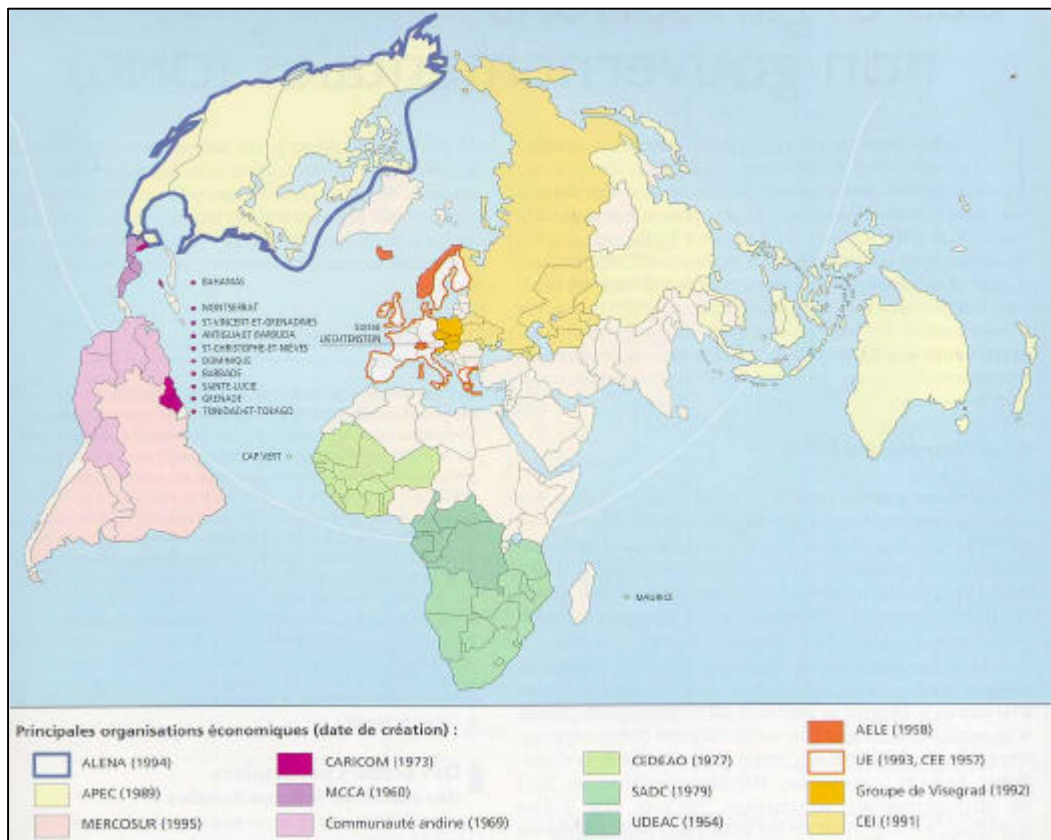 BAHAMAS
MONTSERRAT
ST-VINCENT-ET-GRENADINES
ANTIGUA ET BARBUDA
ST-CHRISTOPHE-ET-NIÉVÈS
DOMINIQUE
BARBADE
SAINTE-LUCIE
GRENADE
TRINIDAD-ET-TOBAGO
SUISSE
LIECHTENSTEIN
CAP VERT
MAURICE
Principales organisations économiques (date de création) :
ALENA (1994)
APEC (1989)
MERCOSUR (1995)
CARICOM (1973)
MCCA (1960)
Communauté andine (1969)
CEDEAO (1977)
SADC (1979)
UDEAC (1964)
AELE (1958)
UE (1993, CEE 1957)
Groupe de Visegrad (1992)
CEI (1991)